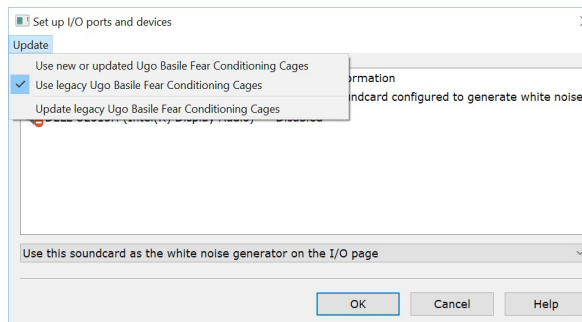 Set up I/O ports and devices
Update
Use new or updated Ugo Basile Fear Conditioning Cages
Use legacy Ugo Basile Fear Conditioning Cages
Update legacy Ugo Basile Fear Conditioning Cages
ormation
undcard configured to generate white noise
Use this soundcard as the white noise generator on the I/O page
OK
Cancel
Help